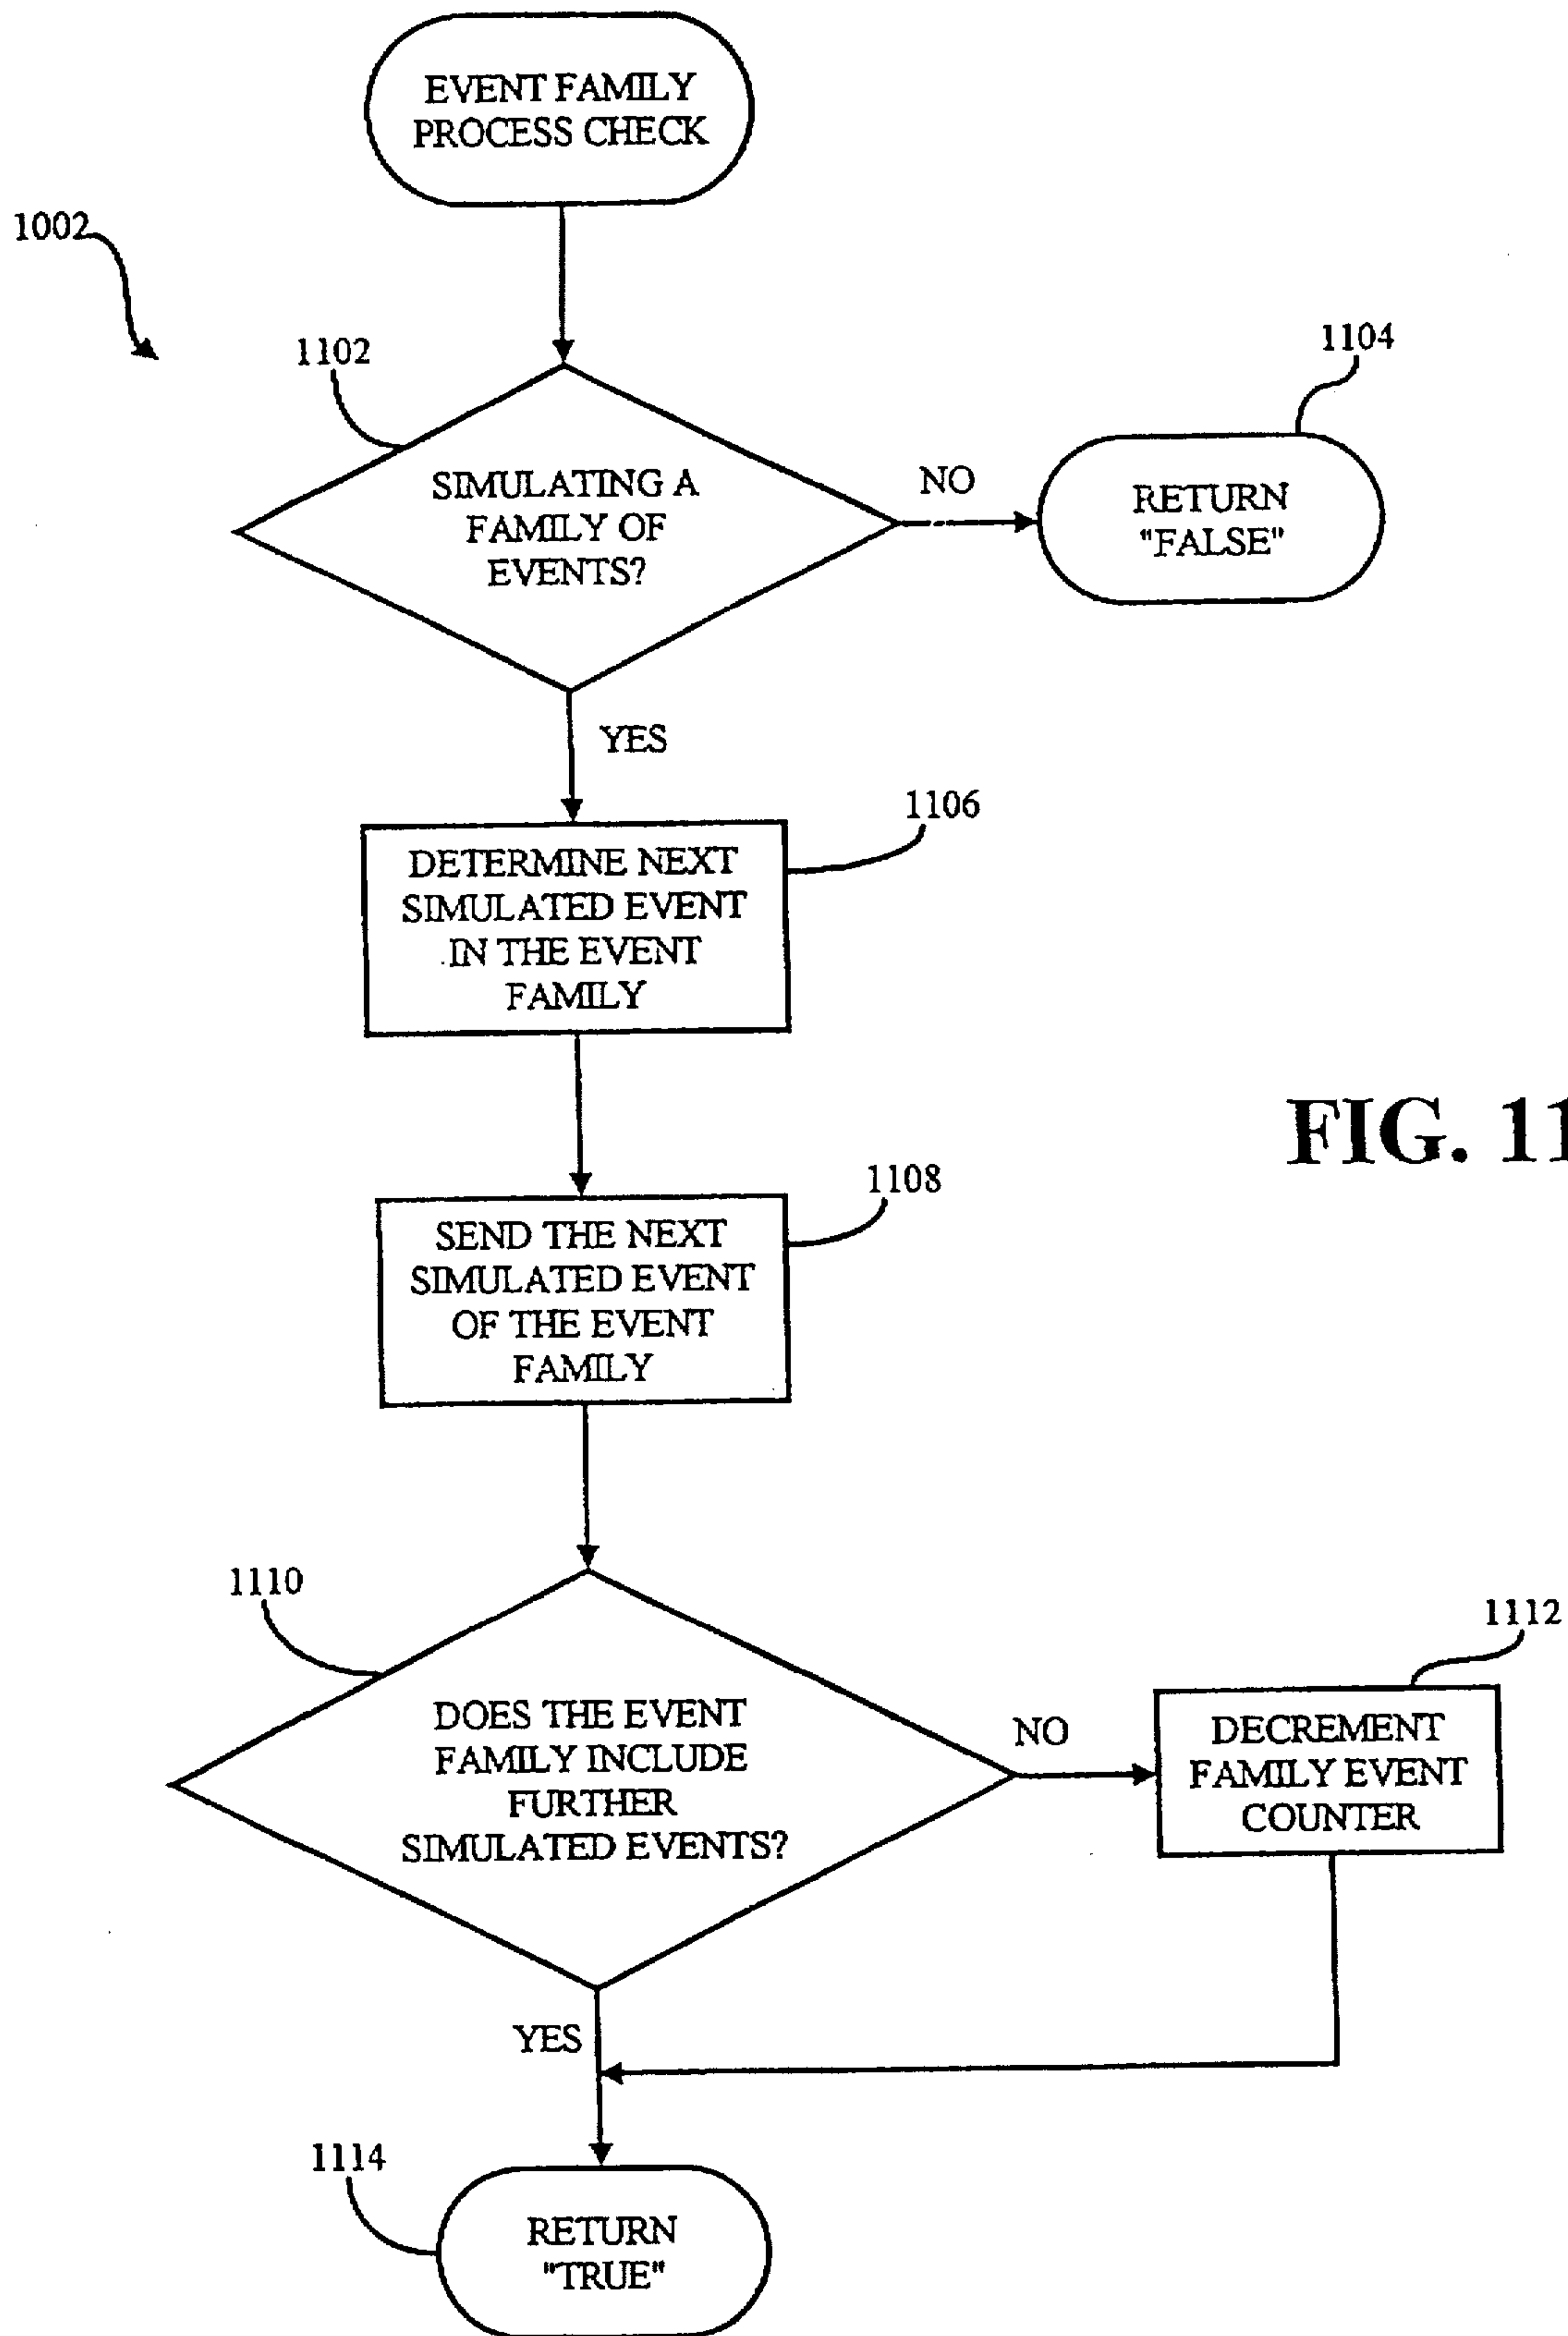 EVENT FAMILY
PROCESS CHECK
1002
1102
1104
SIMULATING A
FAMILY OF
EVENTS?
NO
RETURN
"FALSE"
YES
1106
DETERMINE NEXT
SIMULATED EVENT
IN THE EVENT
FAMILY
FIG. 11
1108
SEND THE NEXT
SIMULATED EVENT
OF THE EVENT
FAMILY
1110
1112
DOES THE EVENT
FAMILY INCLUDE
FURTHER
SIMULATED EVENTS?
NO
DECREMENT
FAMILY EVENT
COUNTER
YES
1114
RETURN
"TRUE"